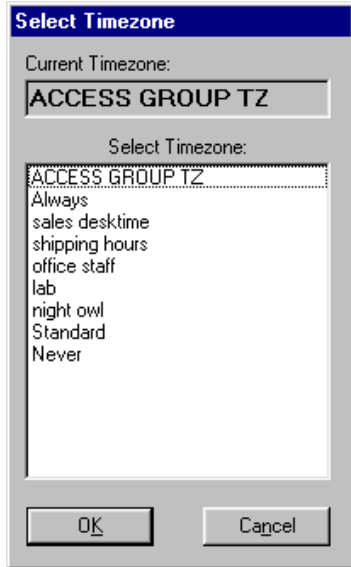 Select Timezone
Current Timezone:
ACCESS GROUP TZ
Select Timezone:
ACCESS GROUP TZ
Always
sales desktime
shipping hours
office staff
lab
night owl
Standard
Never
OK
Cancel